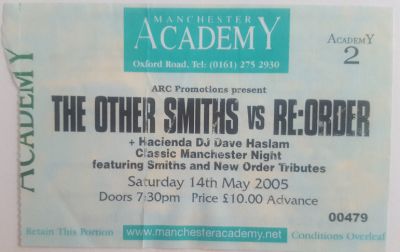 MANCHESTER
ACADEMY
Oxford Road, Tel: (0161) 275 2930
ACADEMY
2
ACADEMY
ARC Promotions present
THE OTHER SMITHS VS RE:ORDER
+ Hacienda DJ Dave Haslam
Classic Manchester Night
featuring Smiths and New Order Tributes
Saturday 14th May 2005
Doors 7:30pm Price £10.00 Advance
00479
Retain This Portion
www.manchesteracademy.net
Conditions Overleaf